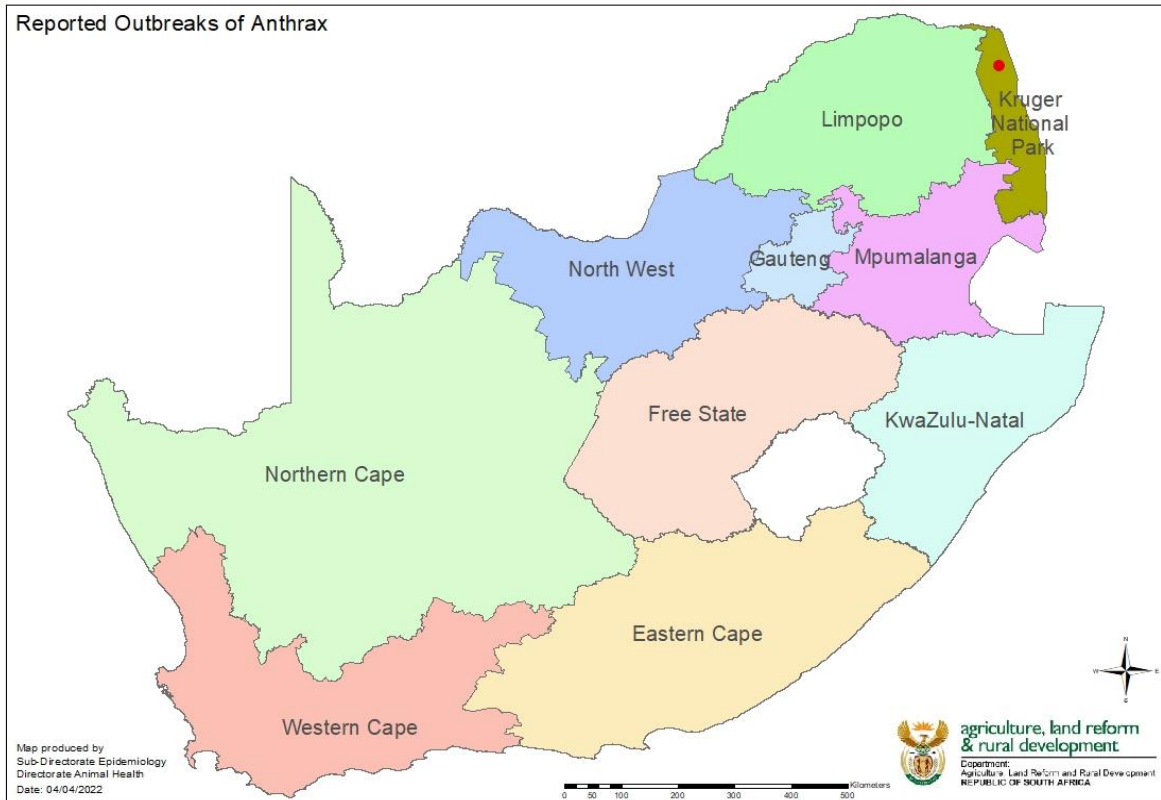 Reported Outbreaks of Anthrax
Limpopo
Kruger
National
Park
North West
Gauteng
Mpumalanga
Free State
KwaZulu-Natal
Northern Cape
Eastern Cape
Western Cape
N
W
E
S
Map produced by
Sub-Directorate Epidemiology
Directorate Animal Health
Date: 04/04/2022
Kilometers
0 50 100 200 300 400 500
agriculture, land reform
& rural development
Department:
Agriculture, Land Reform and Rural Development
REPUBLIC OF SOUTH AFRICA